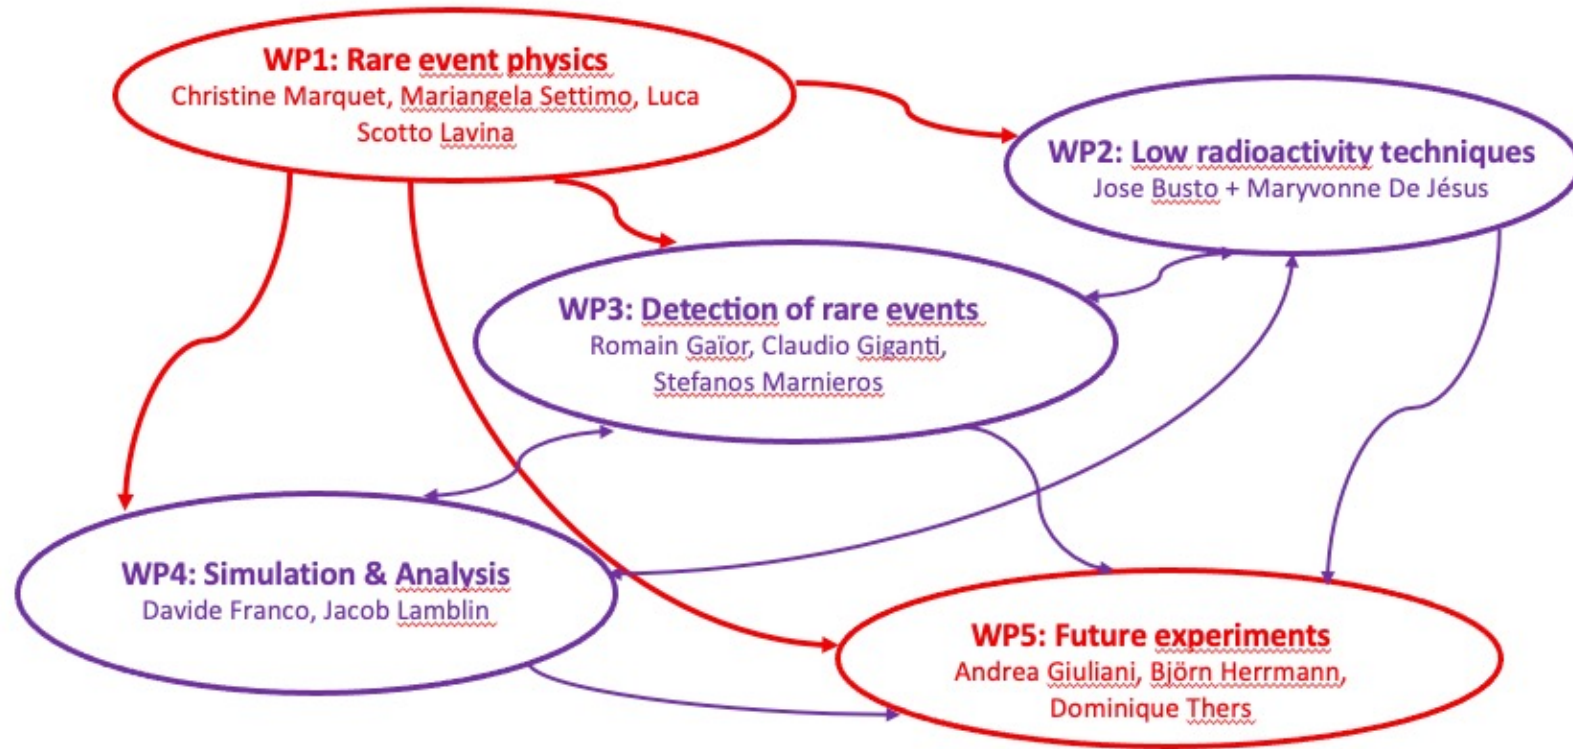 WP1: Rare event physics
Christine Marquet, Mariangela Settimo, Luca
Scotto Lavina
WP2: Low radioactivity techniques
Jose Busto + Maryvonne De Jésus
WP3: Detection of rare events
Romain Gaïor, Claudio Giganti,
Stefanos Marnieros
WP4: Simulation & Analysis
Davide Franco, Jacob Lamblin
WP5: Future experiments
Andrea Giuliani, Björn Herrmann,
Dominique Thers